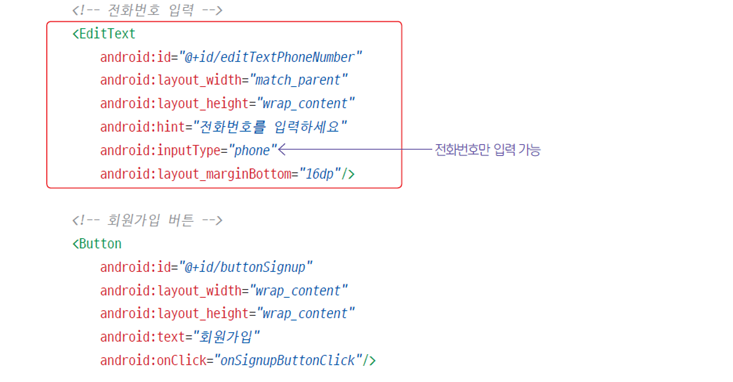 <!-- 전화번호 입력 -->
<EditText
android:id="@+id/editTextPhoneNumber"
android:layout_width="match_parent"
android:layout_height="wrap_content"
android:hint="전화번호를 입력하세요"
android:inputType="phone" 전화번호만 입력 가능
android:layout_marginBottom="16dp"/>
<!-- 회원가입 버튼 -->
<Button
android:id="@+id/buttonSignup"
android:layout_width="wrap_content"
android:layout_height="wrap_content"
android:text="회원가입"
android:onClick="onSignupButtonClick"/>